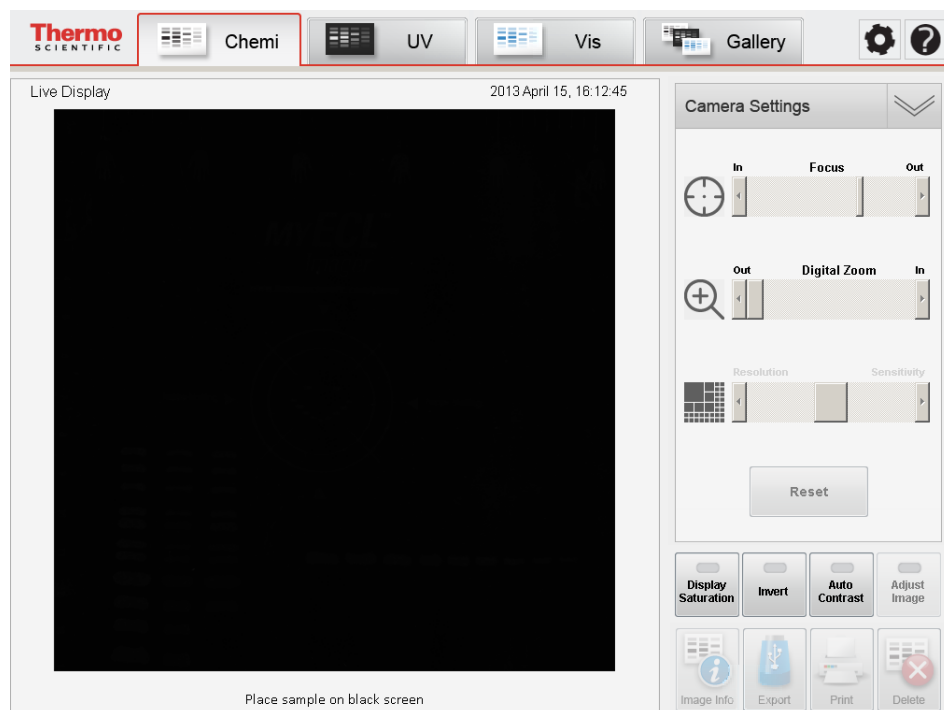 Thermo
SCIENTIFIC
Chemi
UV
Vis
Gallery
Live Display
2013 April 15, 16:12:45
Camera Settings
In Focus Out
Out Digital Zoom In
Resolution Sensitivity
Reset
Display Saturation
Invert
Auto Contrast
Adjust Image
Image Info
Export
Print
Delete
myECL
Place sample on black screen